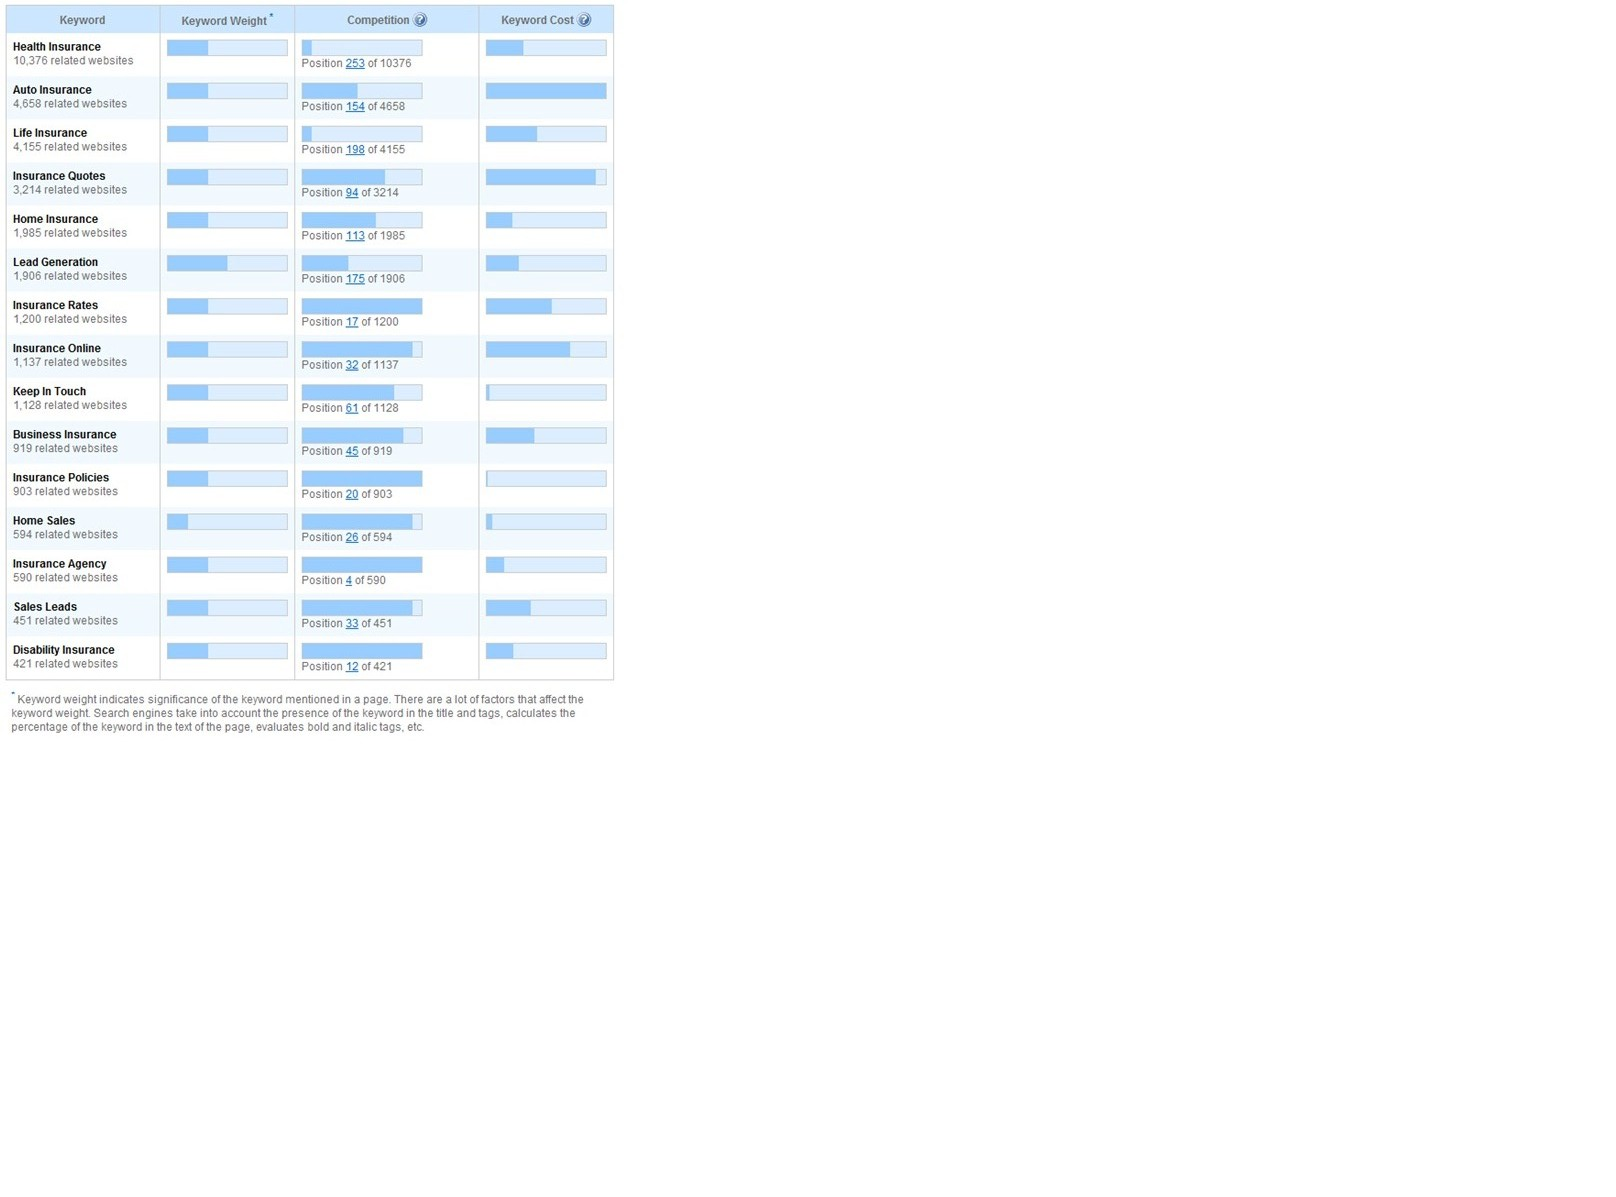 Keyword Keyword Weight * Competition ? Keyword Cost ?
Health Insurance
10,376 related websites
Position 253 of 10376
Auto Insurance
4,658 related websites
Position 154 of 4658
Life Insurance
4,155 related websites
Position 198 of 4155
Insurance Quotes
3,214 related websites
Position 94 of 3214
Home Insurance
1,985 related websites
Position 113 of 1985
Lead Generation
1,906 related websites
Position 175 of 1906
Insurance Rates
1,200 related websites
Position 17 of 1200
Insurance Online
1,137 related websites
Position 32 of 1137
Keep In Touch
1,128 related websites
Position 61 of 1128
Business Insurance
919 related websites
Position 45 of 919
Insurance Policies
903 related websites
Position 20 of 903
Home Sales
594 related websites
Position 26 of 594
Insurance Agency
590 related websites
Position 4 of 590
Sales Leads
451 related websites
Position 33 of 451
Disability Insurance
421 related websites
Position 12 of 421
* Keyword weight indicates significance of the keyword mentioned in a page. There are a lot of factors that affect the
keyword weight. Search engines take into account the presence of the keyword in the title and tags, calculates the
percentage of the keyword in the text of the page, evaluates bold and italic tags, etc.